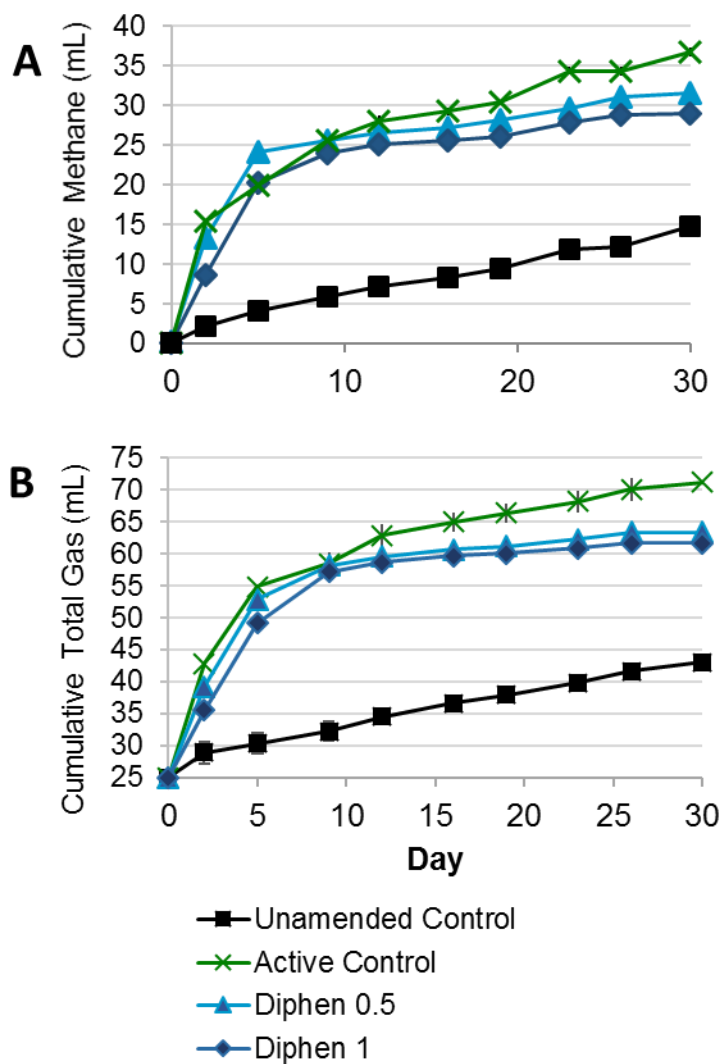 A
Cumulative Methane (mL)
40
35
30
25
20
15
10
5
0
0 10 20 30
B
Cumulative Total Gas (mL)
75
70
65
60
55
50
45
40
35
30
25
0 5 10 15 20 25 30
Day
Unamended Control
Active Control
Diphen 0.5
Diphen 1